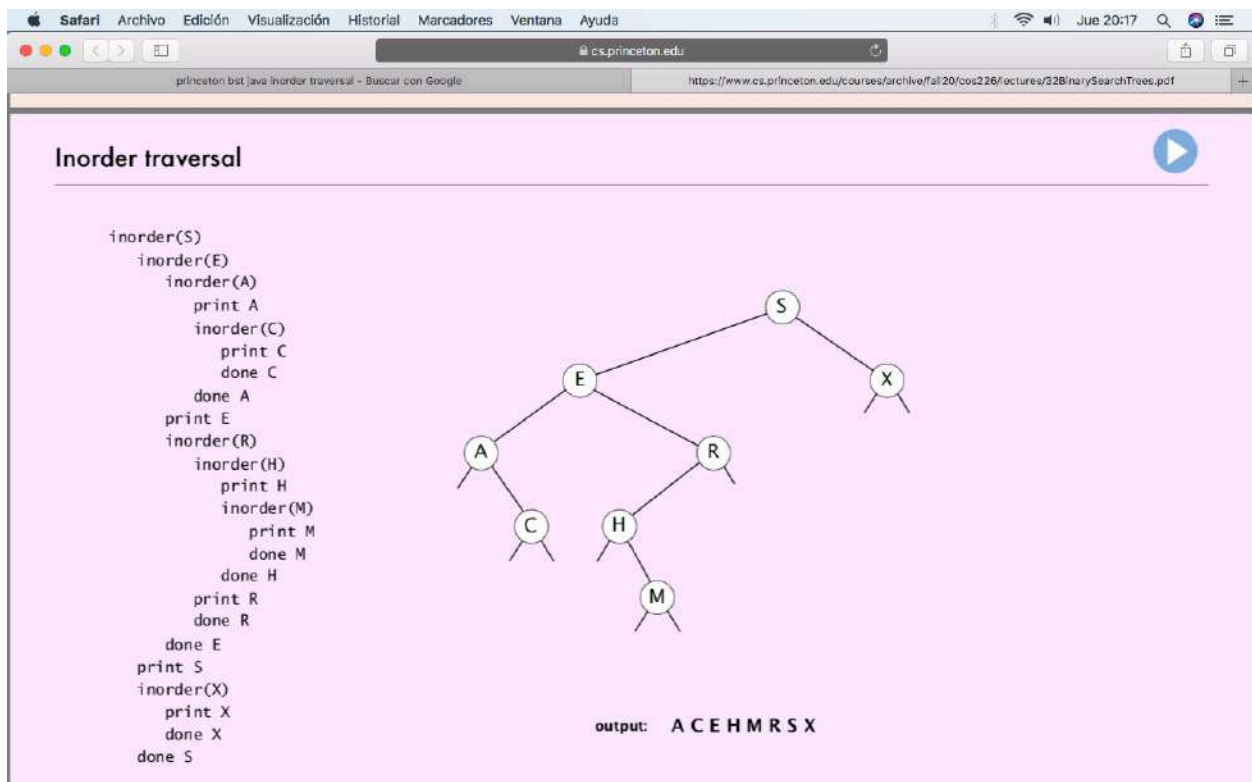 Safari Archivo Edición Visualización Historial Marcadores Ventana Ayuda Jue 20:17
cs.princeton.edu
princeton bst java inorder traversal - Buscar con Google https://www.cs.princeton.edu/courses/archive/fall20/cos226/lectures/32BinarySearchTrees.pdf +
Inorder traversal
inorder(S)
inorder(E)
inorder(A)
print A
inorder(C)
print C
done C
done A
print E
inorder(R)
inorder(H)
print H
inorder(M)
print M
done M
done H
print R
done R
done E
print S
inorder(X)
print X
done X
done S
S
E X
A R
C H
M
output: A C E H M R S X